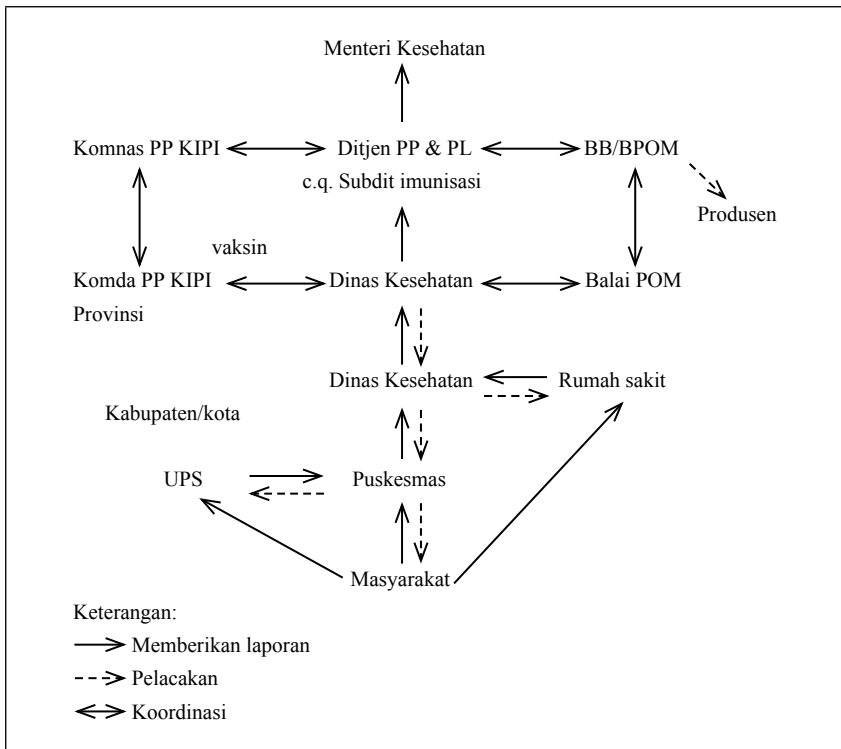 Menteri Kesehatan
Komnas PP KIPI Ditjen PP & PL BB/BPOM
c.q. Subdit imunisasi
Produsen
vaksin
Komda PP KIPI Dinas Kesehatan Balai POM
Provinsi
Dinas Kesehatan Rumah sakit
Kabupaten/kota
UPS Puskesmas
Masyarakat
Keterangan:
Memberikan laporan
Pelacakan
Koordinasi